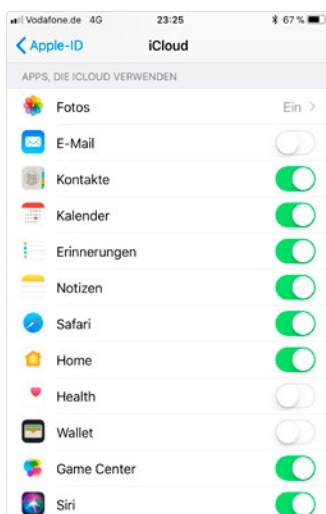 Vodafone.de 4G 23:25 67 %
Apple-ID iCloud
APPS, DIE ICLOUD VERWENDEN
Fotos Ein
E-Mail
Kontakte
Kalender
Erinnerungen
Notizen
Safari
Home
Health
Wallet
Game Center
Siri